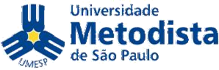 Universidade
Metodista
de São Paulo
UMESP